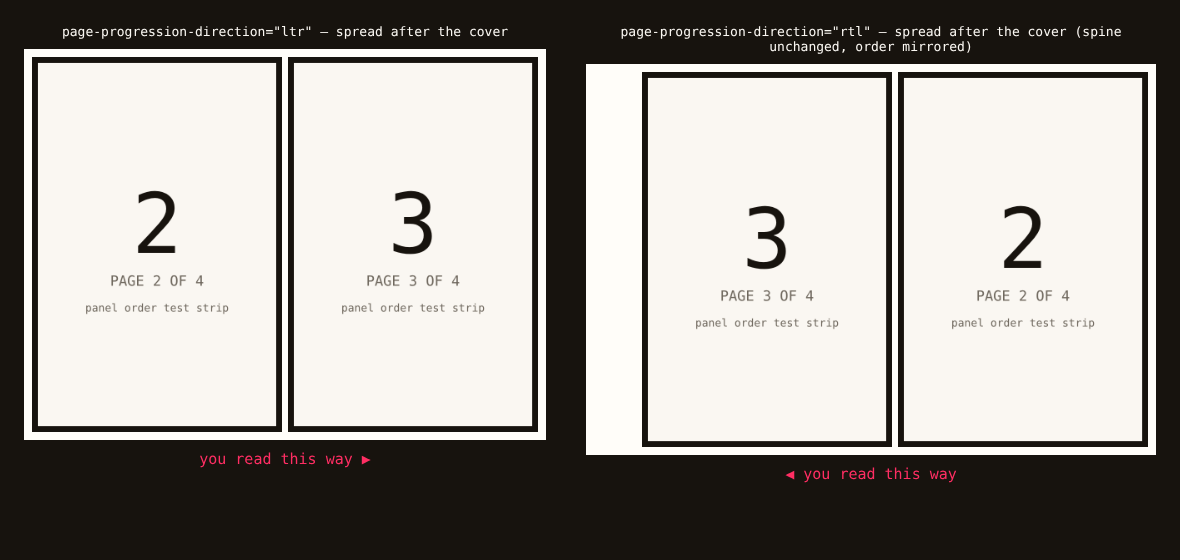 page-progression-direction="ltr" — spread after the cover
2
PAGE 2 OF 4
panel order test strip
3
PAGE 3 OF 4
panel order test strip
you read this way ▶
page-progression-direction="rtl" — spread after the cover (spine
unchanged, order mirrored)
3
PAGE 3 OF 4
panel order test strip
2
PAGE 2 OF 4
panel order test strip
◀ you read this way